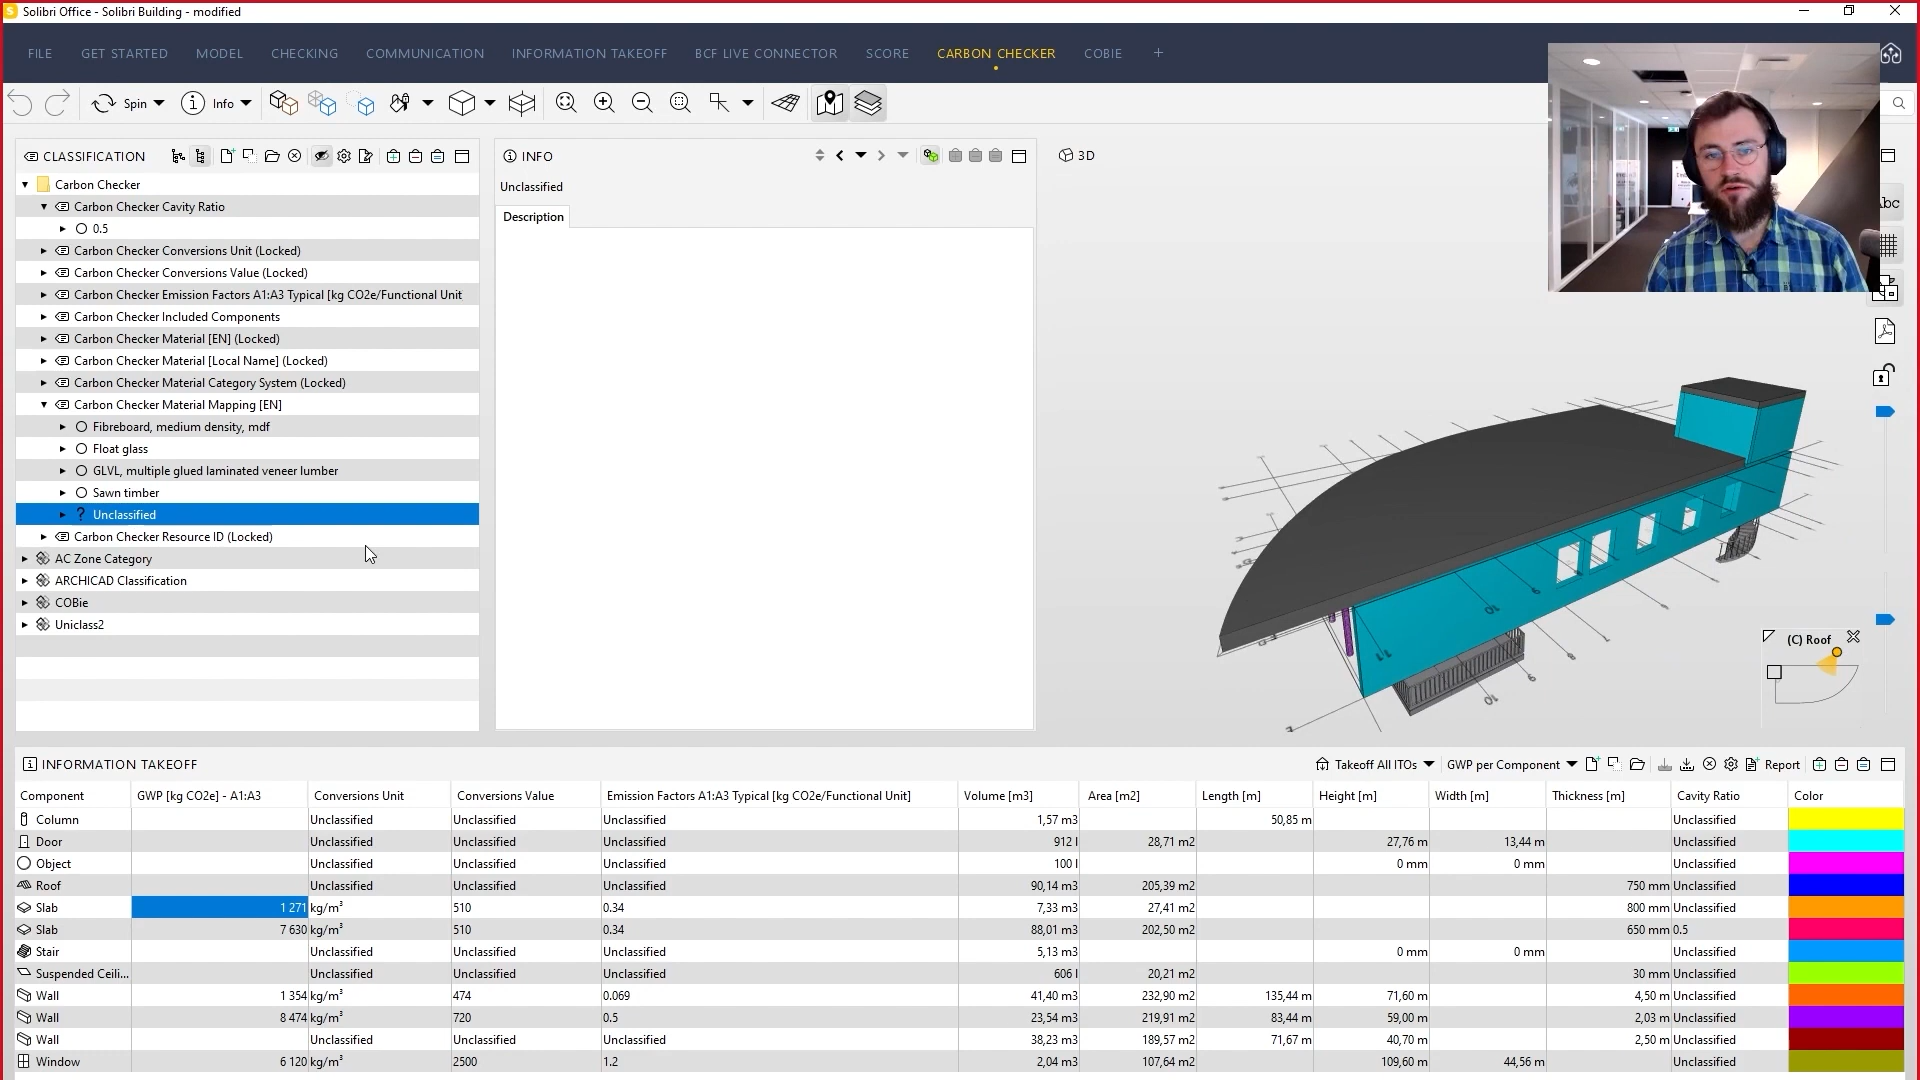 Solibri Office - Solibri Building - modified
FILE GET STARTED MODEL CHECKING COMMUNICATION INFORMATION TAKEOFF BCF LIVE CONNECTOR SCORE CARBON CHECKER COBIE +
Spin Info
CLASSIFICATION
Carbon Checker
Carbon Checker Cavity Ratio
0.5
Carbon Checker Conversions Unit (Locked)
Carbon Checker Conversions Value (Locked)
Carbon Checker Emission Factors A1:A3 Typical [kg CO2e/Functional Unit
Carbon Checker Included Components
Carbon Checker Material [EN] (Locked)
Carbon Checker Material [Local Name] (Locked)
Carbon Checker Material Category System (Locked)
Carbon Checker Material Mapping [EN]
Fibreboard, medium density, mdf
Float glass
GLVL, multiple glued laminated veneer lumber
Sawn timber
Unclassified
Carbon Checker Resource ID (Locked)
AC Zone Category
ARCHICAD Classification
COBie
Uniclass2
INFO
Unclassified
Description
3D
Abc
(C) Roof
INFORMATION TAKEOFF
Takeoff All ITOs GWP per Component Report
Component GWP [kg CO2e] - A1:A3 Conversions Unit Conversions Value Emission Factors A1:A3 Typical [kg CO2e/Functional Unit] Volume [m3] Area [m2] Length [m] Height [m] Width [m] Thickness [m] Cavity Ratio Color
Column Unclassified Unclassified Unclassified 1,57 m3 50,85 m Unclassified
Door Unclassified Unclassified Unclassified 912 l 28,71 m2 27,76 m 13,44 m Unclassified
Object Unclassified Unclassified Unclassified 100 l 0 mm 0 mm Unclassified
Roof Unclassified Unclassified Unclassified 90,14 m3 205,39 m2 750 mm Unclassified
Slab 1 271 kg/m³ 510 0.34 7,33 m3 27,41 m2 800 mm Unclassified
Slab 7 630 kg/m³ 510 0.34 88,01 m3 202,50 m2 650 mm 0.5
Stair Unclassified Unclassified Unclassified 5,13 m3 0 mm 0 mm Unclassified
Suspended Ceili... Unclassified Unclassified Unclassified 606 l 20,21 m2 30 mm Unclassified
Wall 1 354 kg/m³ 474 0.069 41,40 m3 232,90 m2 135,44 m 71,60 m 4,50 m Unclassified
Wall 8 474 kg/m³ 720 0.5 23,54 m3 219,91 m2 83,44 m 59,00 m 2,03 m Unclassified
Wall Unclassified Unclassified Unclassified 38,23 m3 189,57 m2 71,67 m 40,70 m 2,50 m Unclassified
Window 6 120 kg/m³ 2500 1.2 2,04 m3 107,64 m2 109,60 m 44,56 m Unclassified